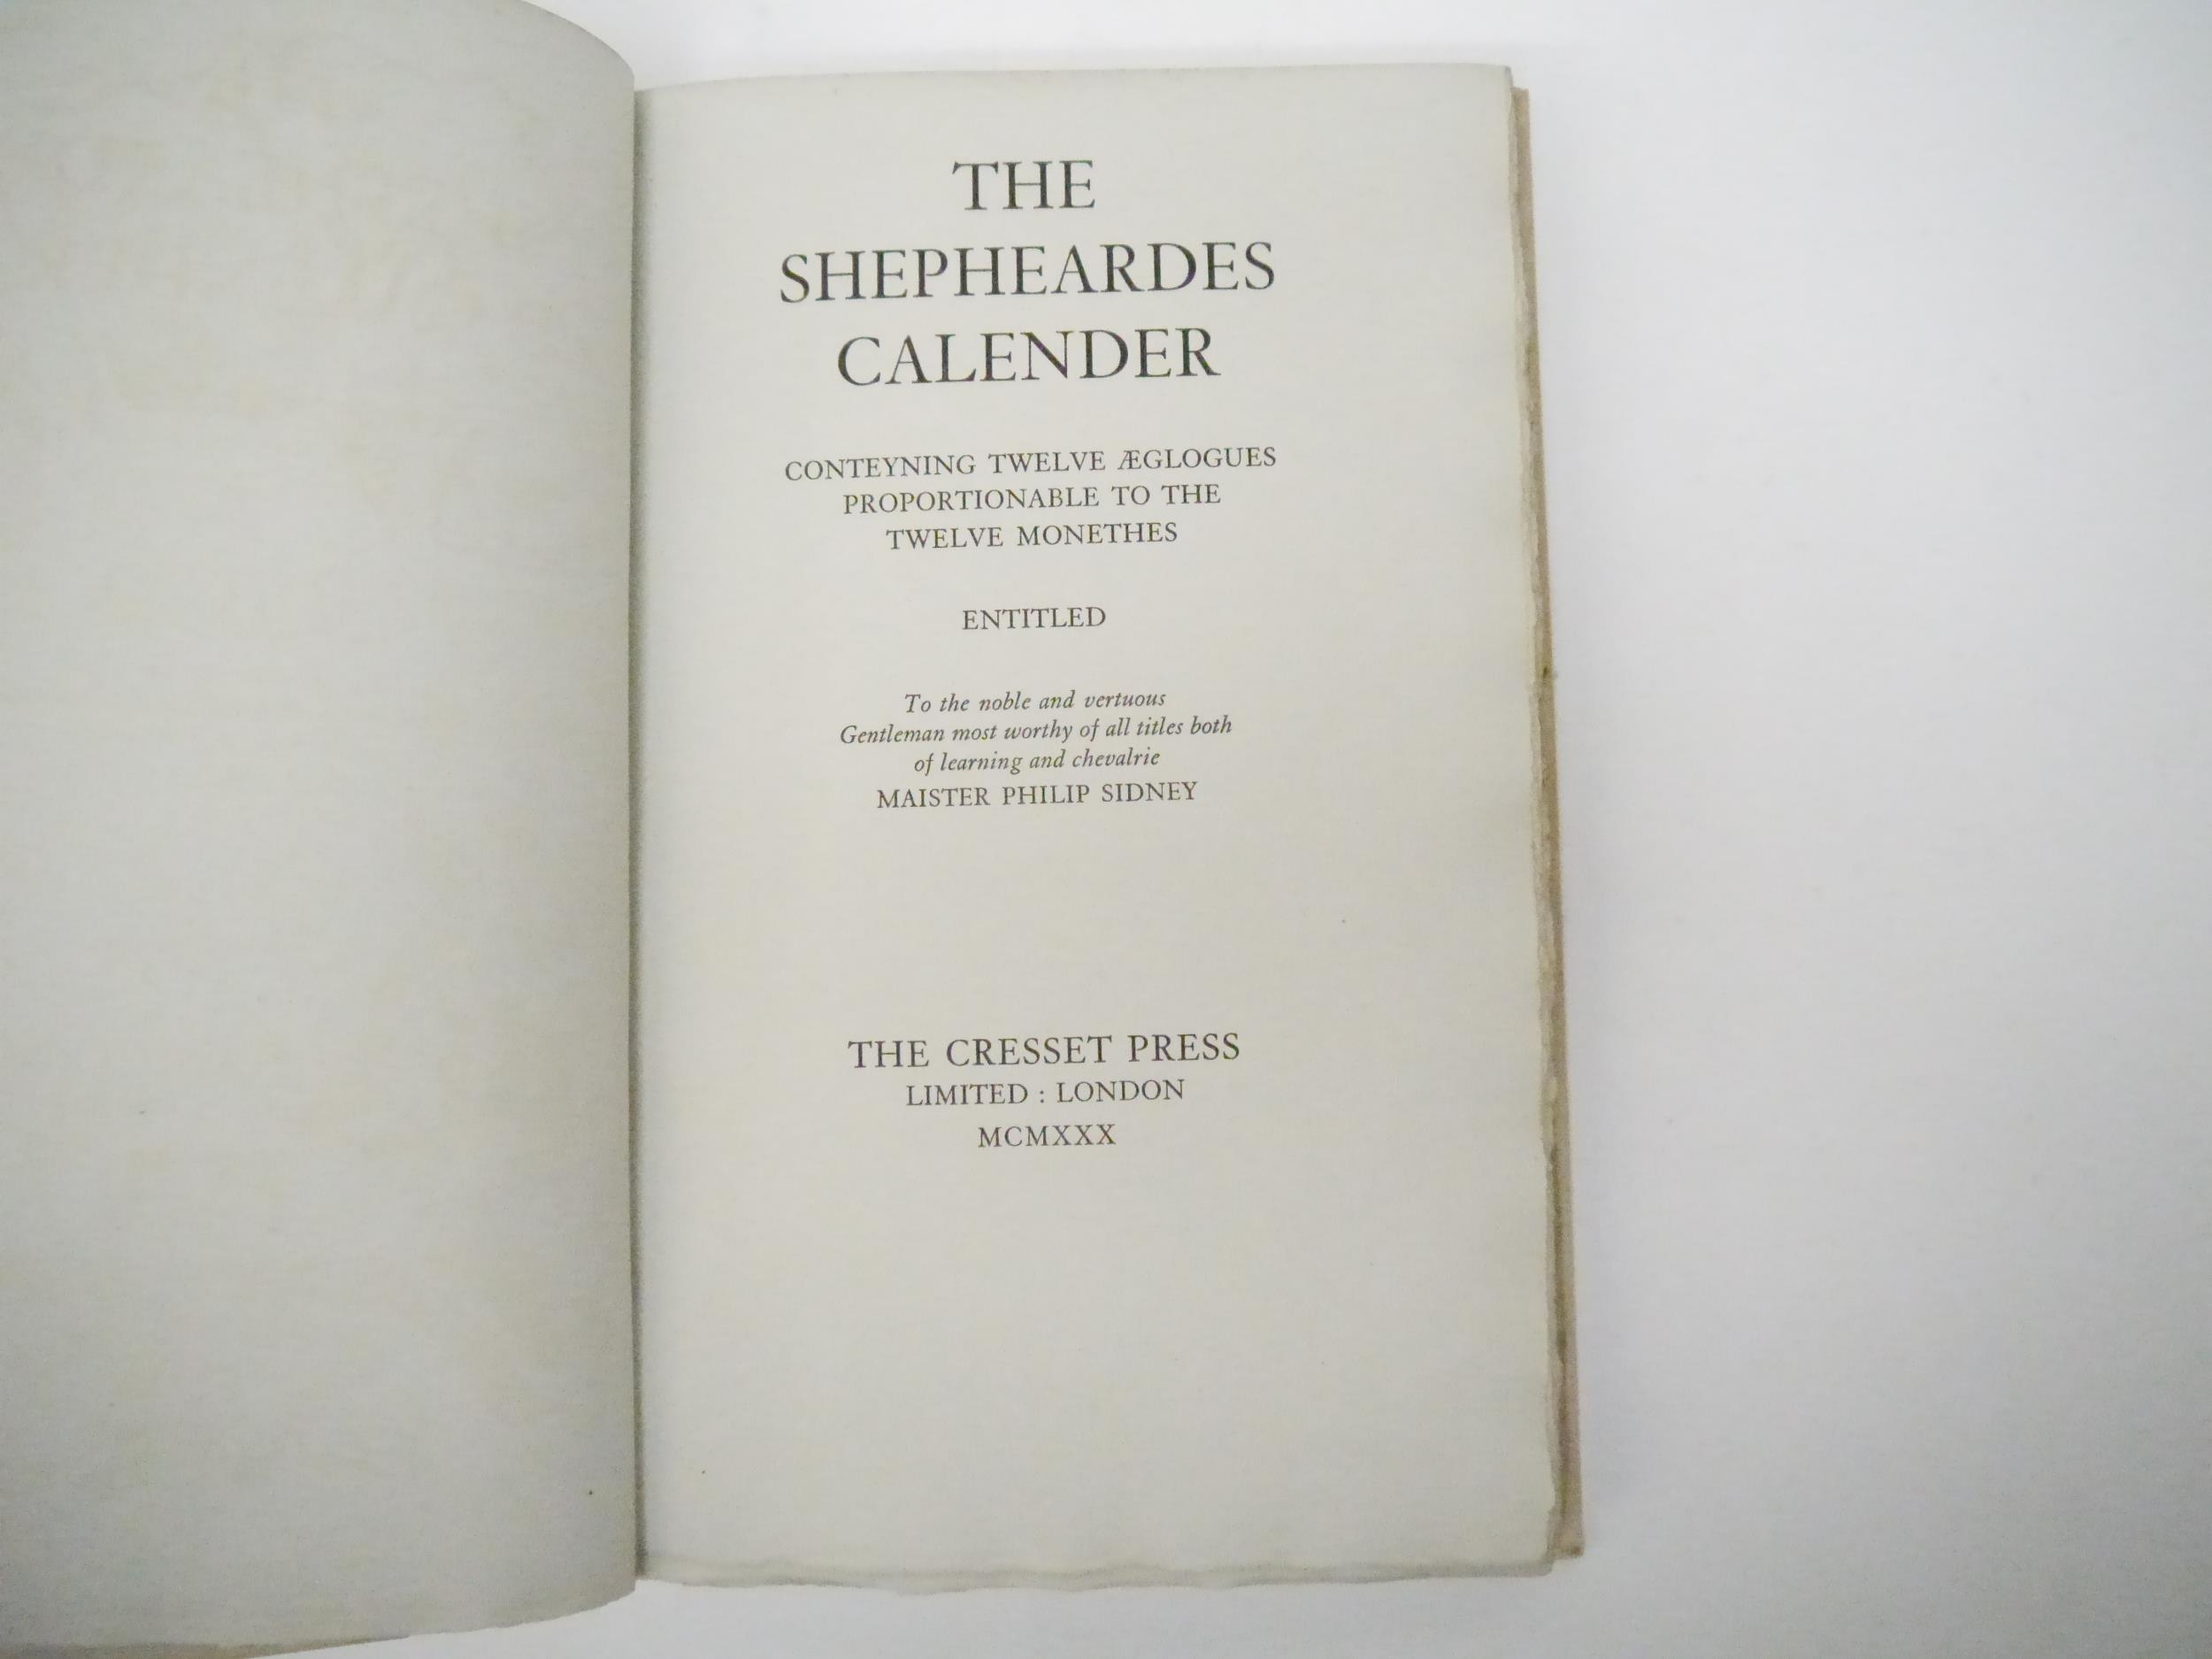 THE
SHEPHEARDES
CALENDER
CONTEYNING TWELVE ÆGLOGUES
PROPORTIONABLE TO THE
TWELVE MONETHES
ENTITLED
To the noble and vertuous
Gentleman most worthy of all titles both
of learning and chevalrie
MAISTER PHILIP SIDNEY
THE CRESSET PRESS
LIMITED : LONDON
MCMXXX